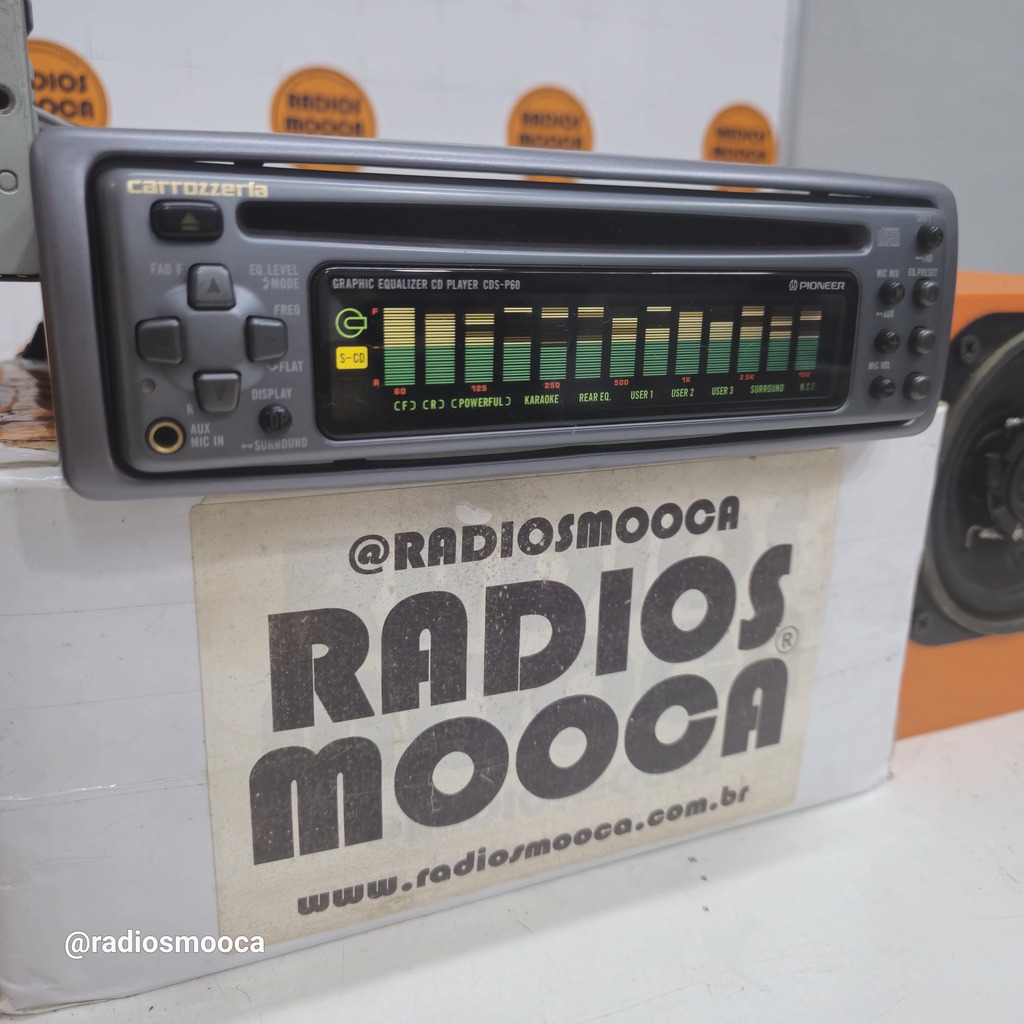 RADIOS
MOOCA
RADIOS
MOOCA
RADIOS
MOOCA
RADIOS
MOOCA
carrozzeria
FAD F
EQ.LEVEL
MODE
FREQ
FLAT
DISPLAY
SURROUND
R
AUX
MIC IN
GRAPHIC EQUALIZER CD PLAYER CDS-P60
PIONEER
S-CD
F
R
60 125 250 500 1K 2.5K 15K
(F) (R) (POWERFUL) KARAOKE REAR EQ. USER 1 USER 2 USER 3 SURROUND N.C.F
FAD
MIC MIX
EQ.PRESET
AUX
MIC VOL
@RADIOSMOOCA
RADIOS
MOOCA
®
www.radiosmooca.com.br
@radiosmooca